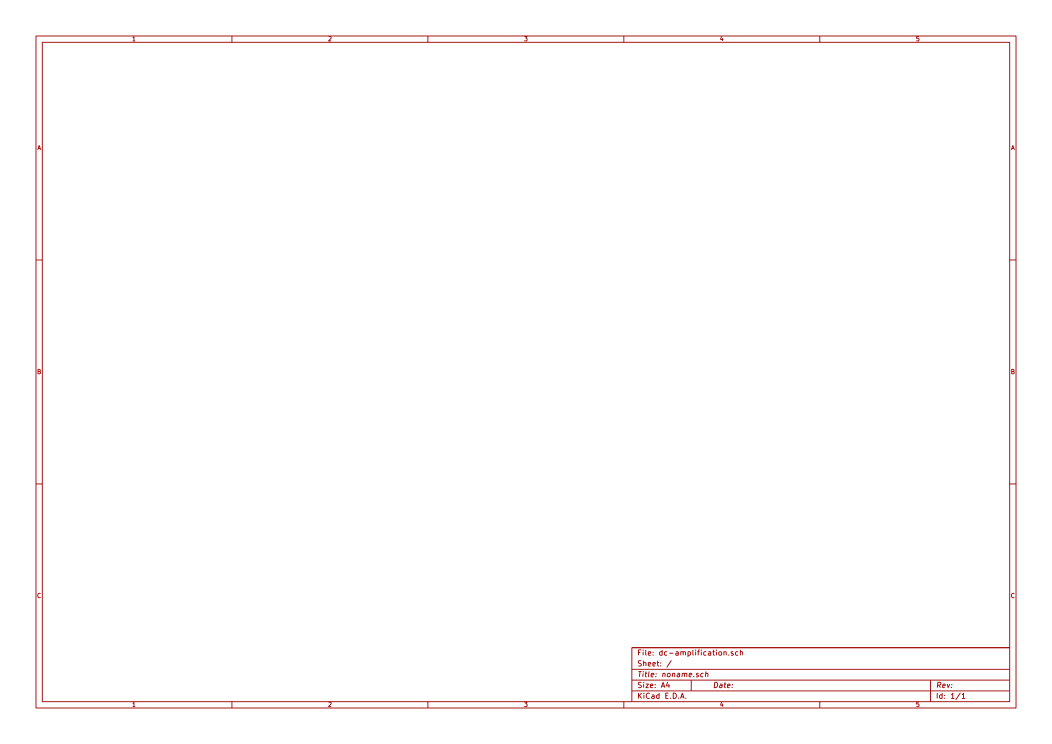 1 2 3 4 5
A A
B B
C C
File: dc-amplification.sch
Sheet: /
Title: noname.sch
Size: A4 Date: Rev:
KiCad E.D.A. Id: 1/1
1 2 3 4 5